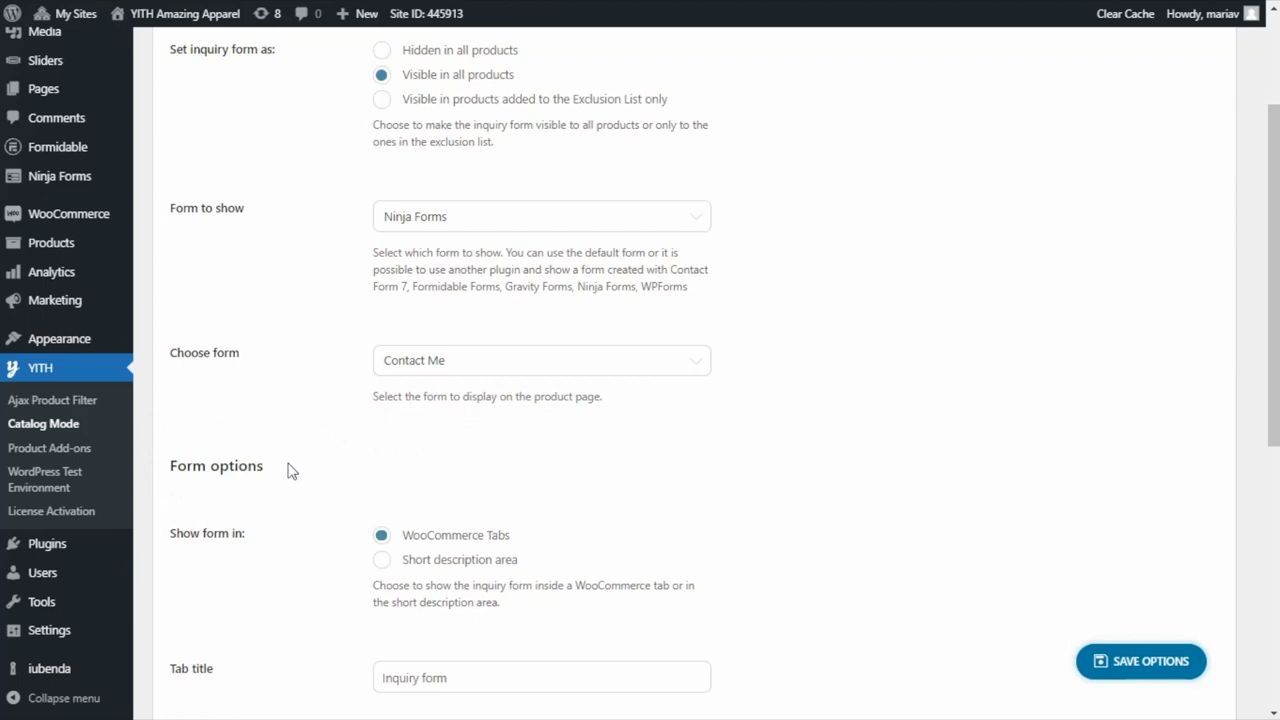 My Sites
YITH Amazing Apparel
8
0
New
Site ID: 445913
Clear Cache
Howdy, mariav
Media
Sliders
Pages
Comments
Formidable
Ninja Forms
WooCommerce
Products
Analytics
Marketing
Appearance
YITH
Ajax Product Filter
Catalog Mode
Product Add-ons
WordPress Test
Environment
License Activation
Plugins
Users
Tools
Settings
iubenda
Collapse menu
Set inquiry form as:
Hidden in all products
Visible in all products
Visible in products added to the Exclusion List only
Choose to make the inquiry form visible to all products or only to the
ones in the exclusion list.
Form to show
Ninja Forms
Select which form to show. You can use the default form or it is
possible to use another plugin and show a form created with Contact
Form 7, Formidable Forms, Gravity Forms, Ninja Forms, WPForms
Choose form
Contact Me
Select the form to display on the product page.
Form options
Show form in:
WooCommerce Tabs
Short description area
Choose to show the inquiry form inside a WooCommerce tab or in
the short description area.
Tab title
Inquiry form
SAVE OPTIONS